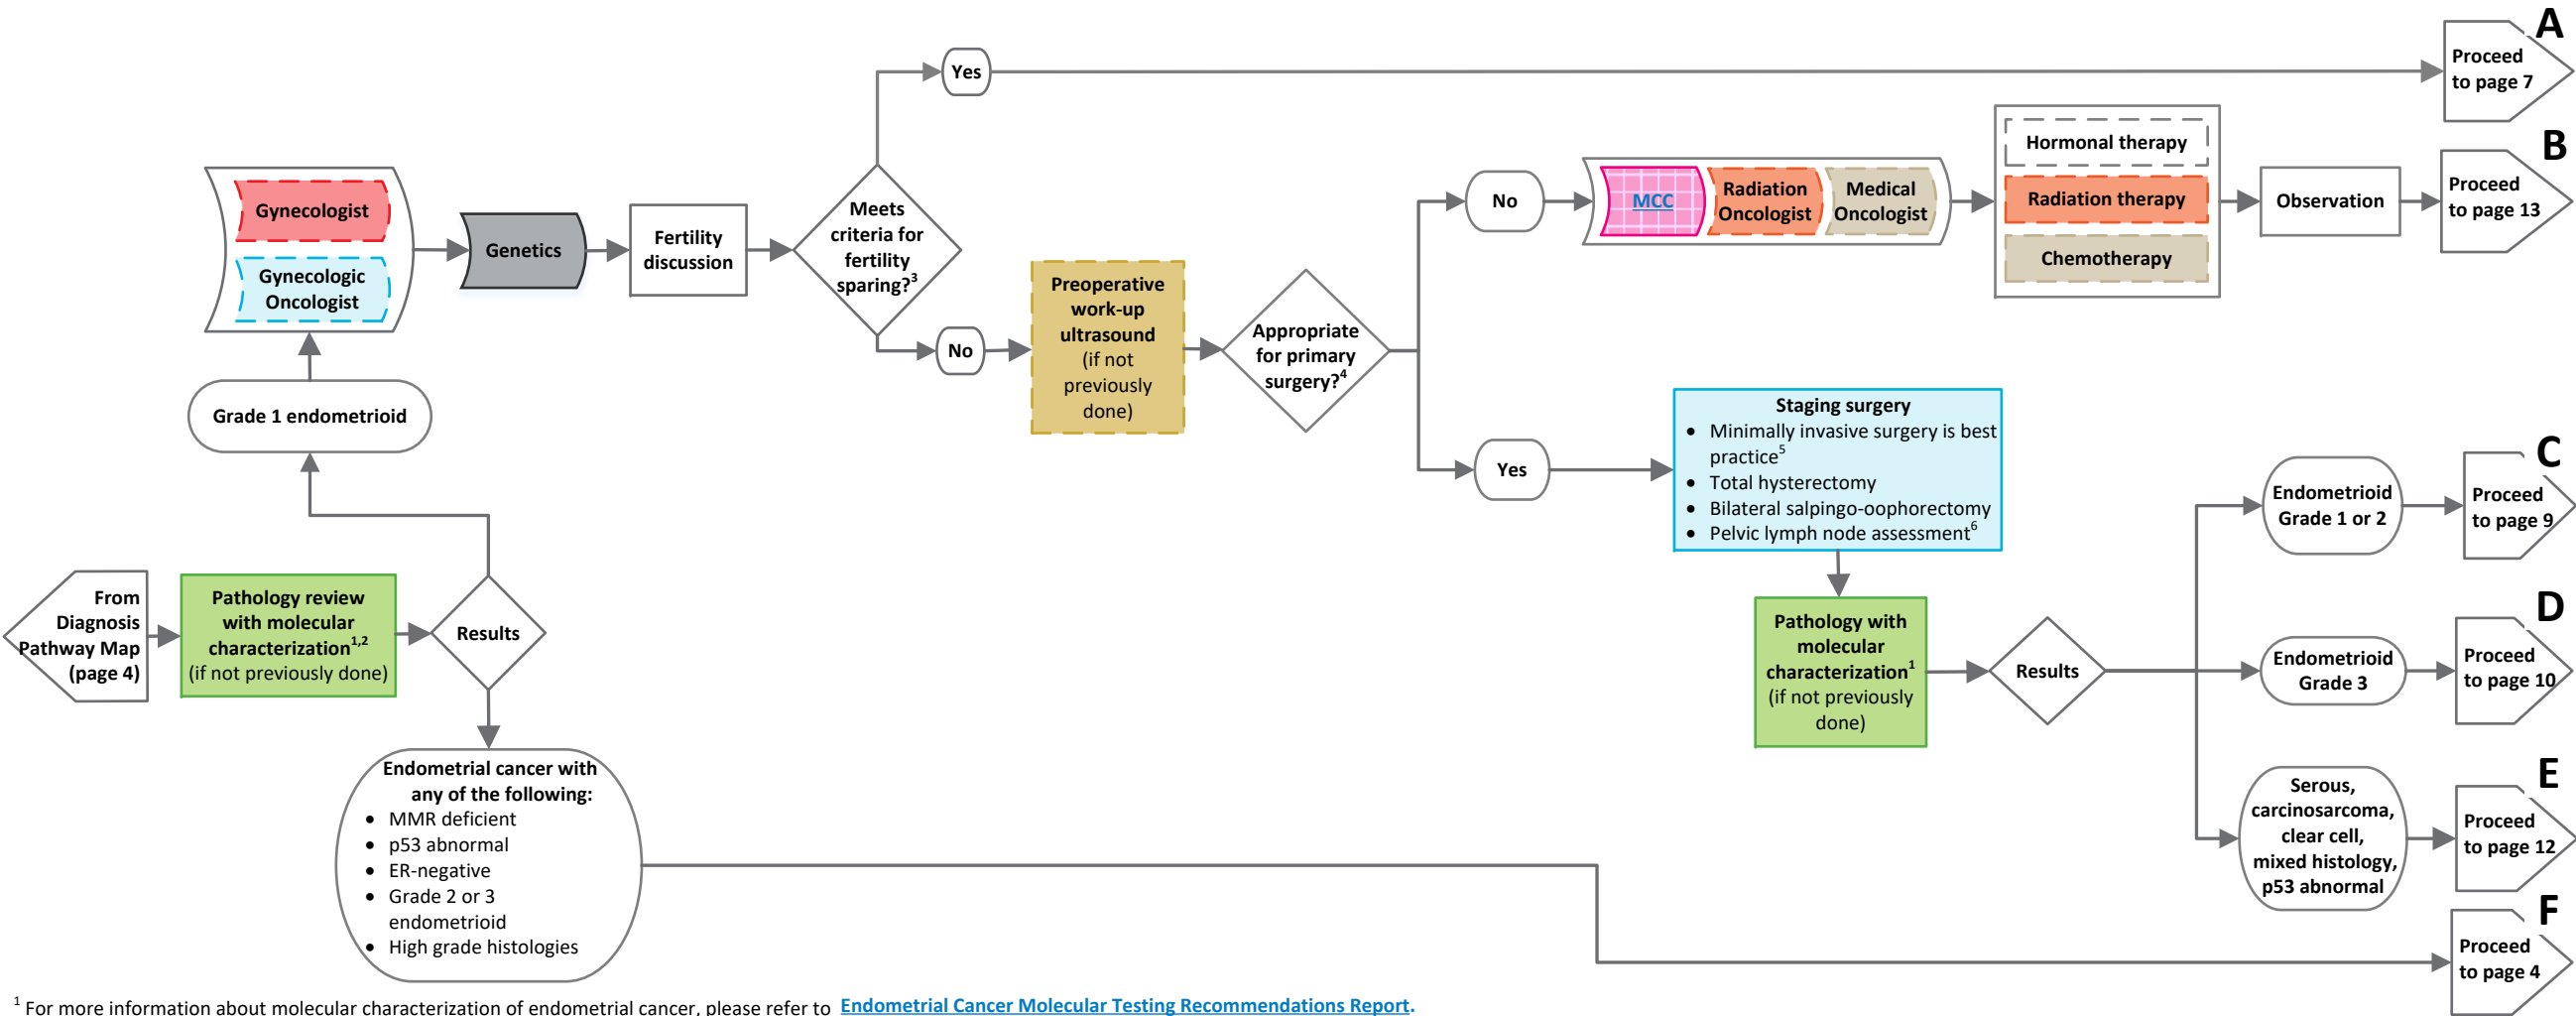 A
Proceed
to page 7
Yes
B
Proceed
to page 13
Gynecologist
Gynecologic
Oncologist
Genetics
Fertility
discussion
Meets
criteria for
fertility
sparing?3
No
Preoperative
work-up
ultrasound
(if not
previously
done)
Appropriate
for primary
surgery?4
No
MCC
Radiation
Oncologist
Medical
Oncologist
Hormonal therapy
Radiation therapy
Chemotherapy
Observation
Grade 1 endometrioid
Yes
Staging surgery
• Minimally invasive surgery is best
practice5
• Total hysterectomy
• Bilateral salpingo-oophorectomy
• Pelvic lymph node assessment6
Endometrioid
Grade 1 or 2
C
Proceed
to page 9
From
Diagnosis
Pathway Map
(page 4)
Pathology review
with molecular
characterization1,2
(if not previously done)
Results
Pathology with
molecular
characterization1
(if not previously
done)
Results
Endometrioid
Grade 3
D
Proceed
to page 10
Endometrial cancer with
any of the following:
• MMR deficient
• p53 abnormal
• ER-negative
• Grade 2 or 3
endometrioid
• High grade histologies
Serous,
carcinosarcoma,
clear cell,
mixed histology,
p53 abnormal
E
Proceed
to page 12
F
Proceed
to page 4
1 For more information about molecular characterization of endometrial cancer, please refer to Endometrial Cancer Molecular Testing Recommendations Report.